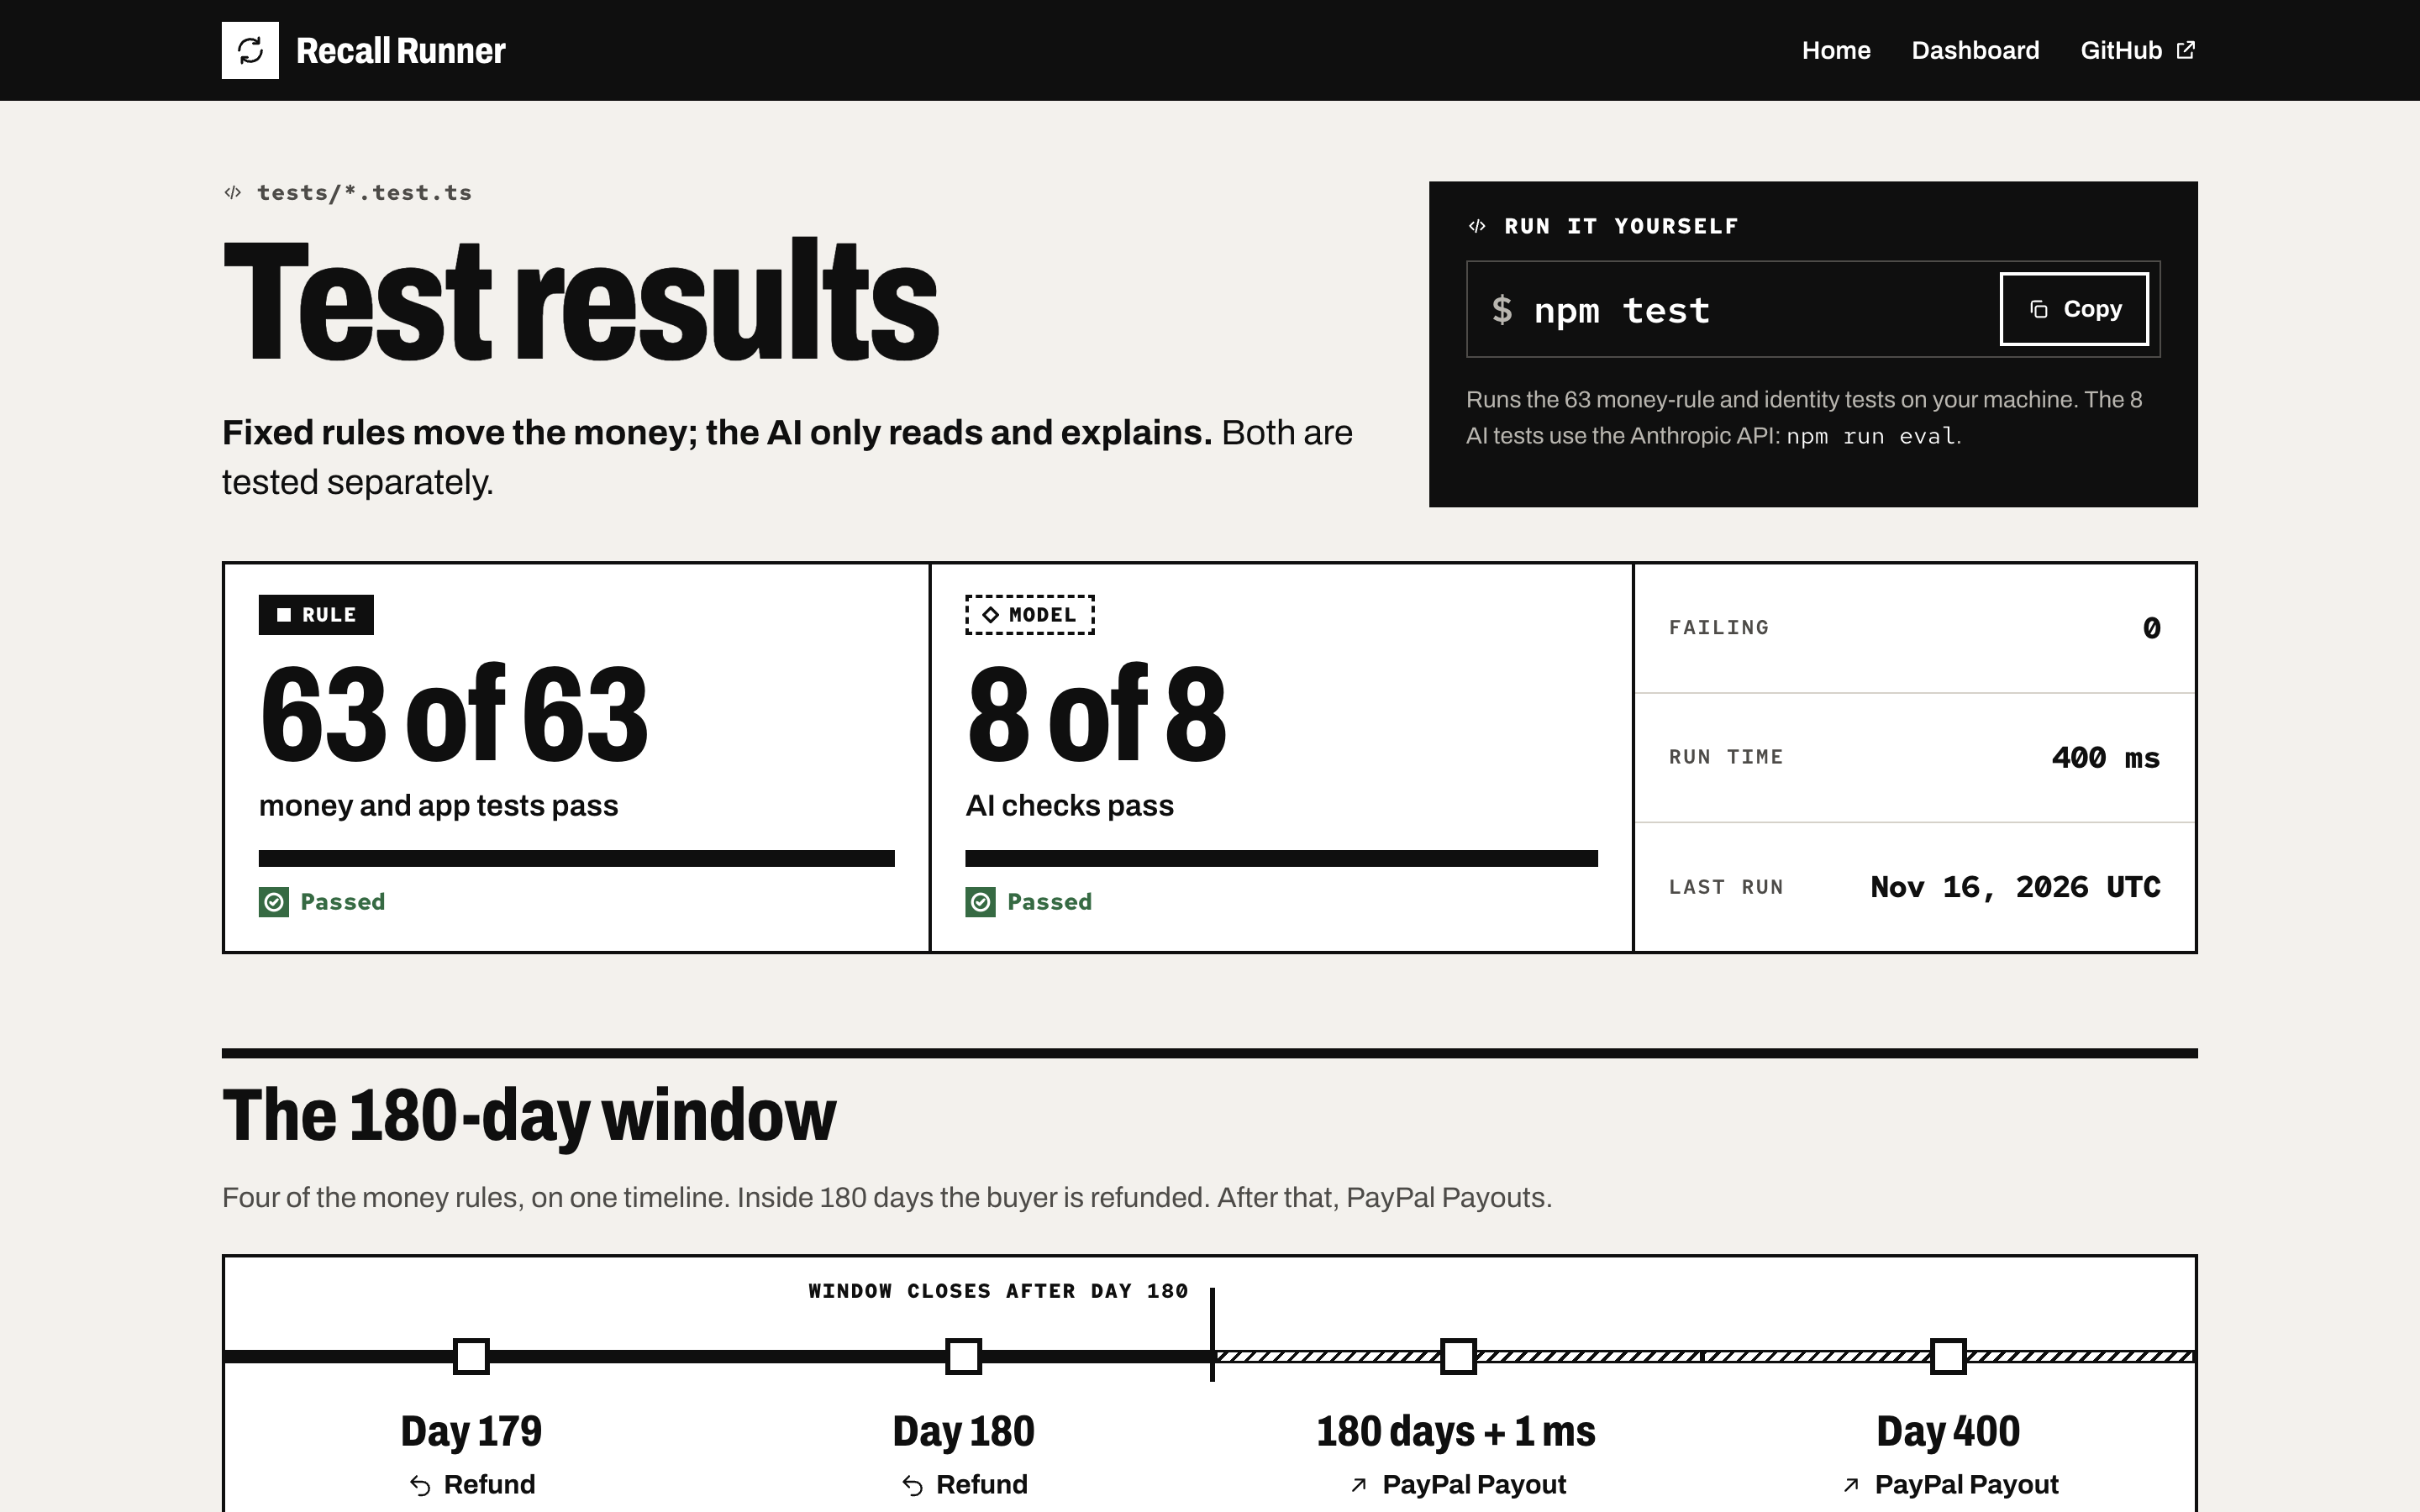 Recall Runner
Home
Dashboard
GitHub
tests/*.test.ts
Test results
Fixed rules move the money; the AI only reads and explains. Both are
tested separately.
RUN IT YOURSELF
$ npm test
Copy
Runs the 63 money-rule and identity tests on your machine. The 8
AI tests use the Anthropic API: npm run eval.
RULE
63 of 63
money and app tests pass
Passed
MODEL
8 of 8
AI checks pass
Passed
FAILING
0
RUN TIME
400 ms
LAST RUN
Nov 16, 2026 UTC
The 180-day window
Four of the money rules, on one timeline. Inside 180 days the buyer is refunded. After that, PayPal Payouts.
WINDOW CLOSES AFTER DAY 180
Day 179
Refund
Day 180
Refund
180 days + 1 ms
PayPal Payout
Day 400
PayPal Payout